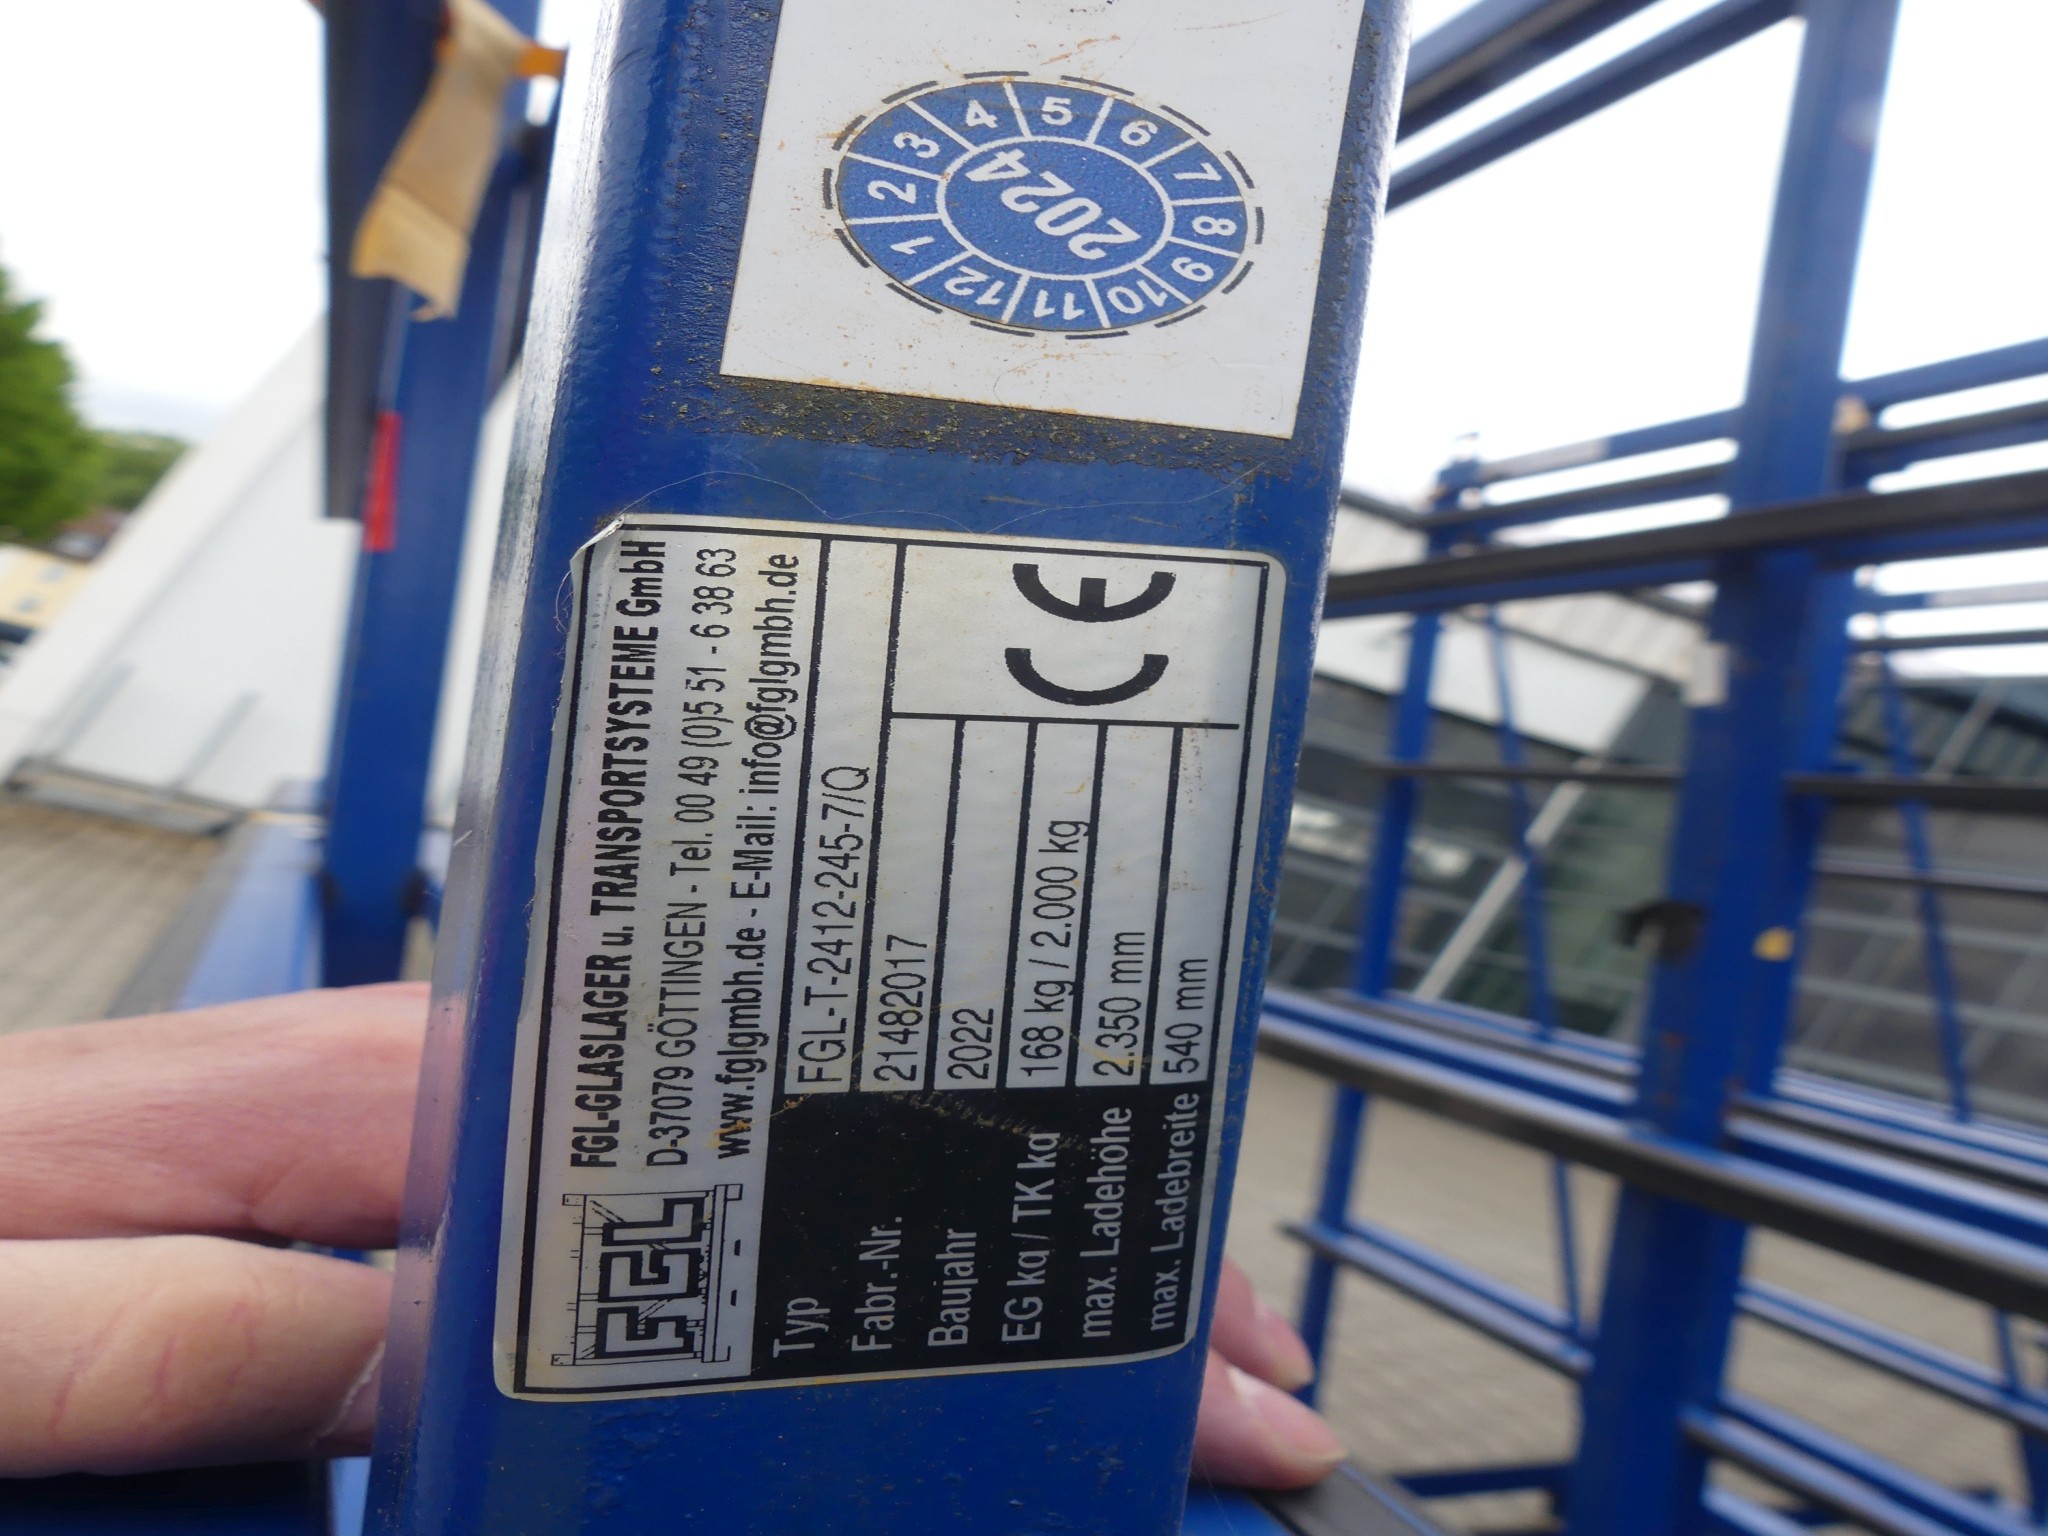 4 5 6
3 7
2 2024 8
1 9
12 11 10
FGL
FGL-GLASLAGER u. TRANSPORTSYSTEME GmbH
D-37079 GÖTTINGEN - Tel. 00 49 (0)5 51 - 6 38 63
www.fglgmbh.de - E-Mail: info@fglgmbh.de
Typ FGL-T-2412-245-7/Q
Fabr.-Nr. 21482017
Baujahr 2022
EG kg / TK kg 168 kg / 2.000 kg
max. Ladehöhe 2.350 mm
max. Ladebreite 540 mm
CE